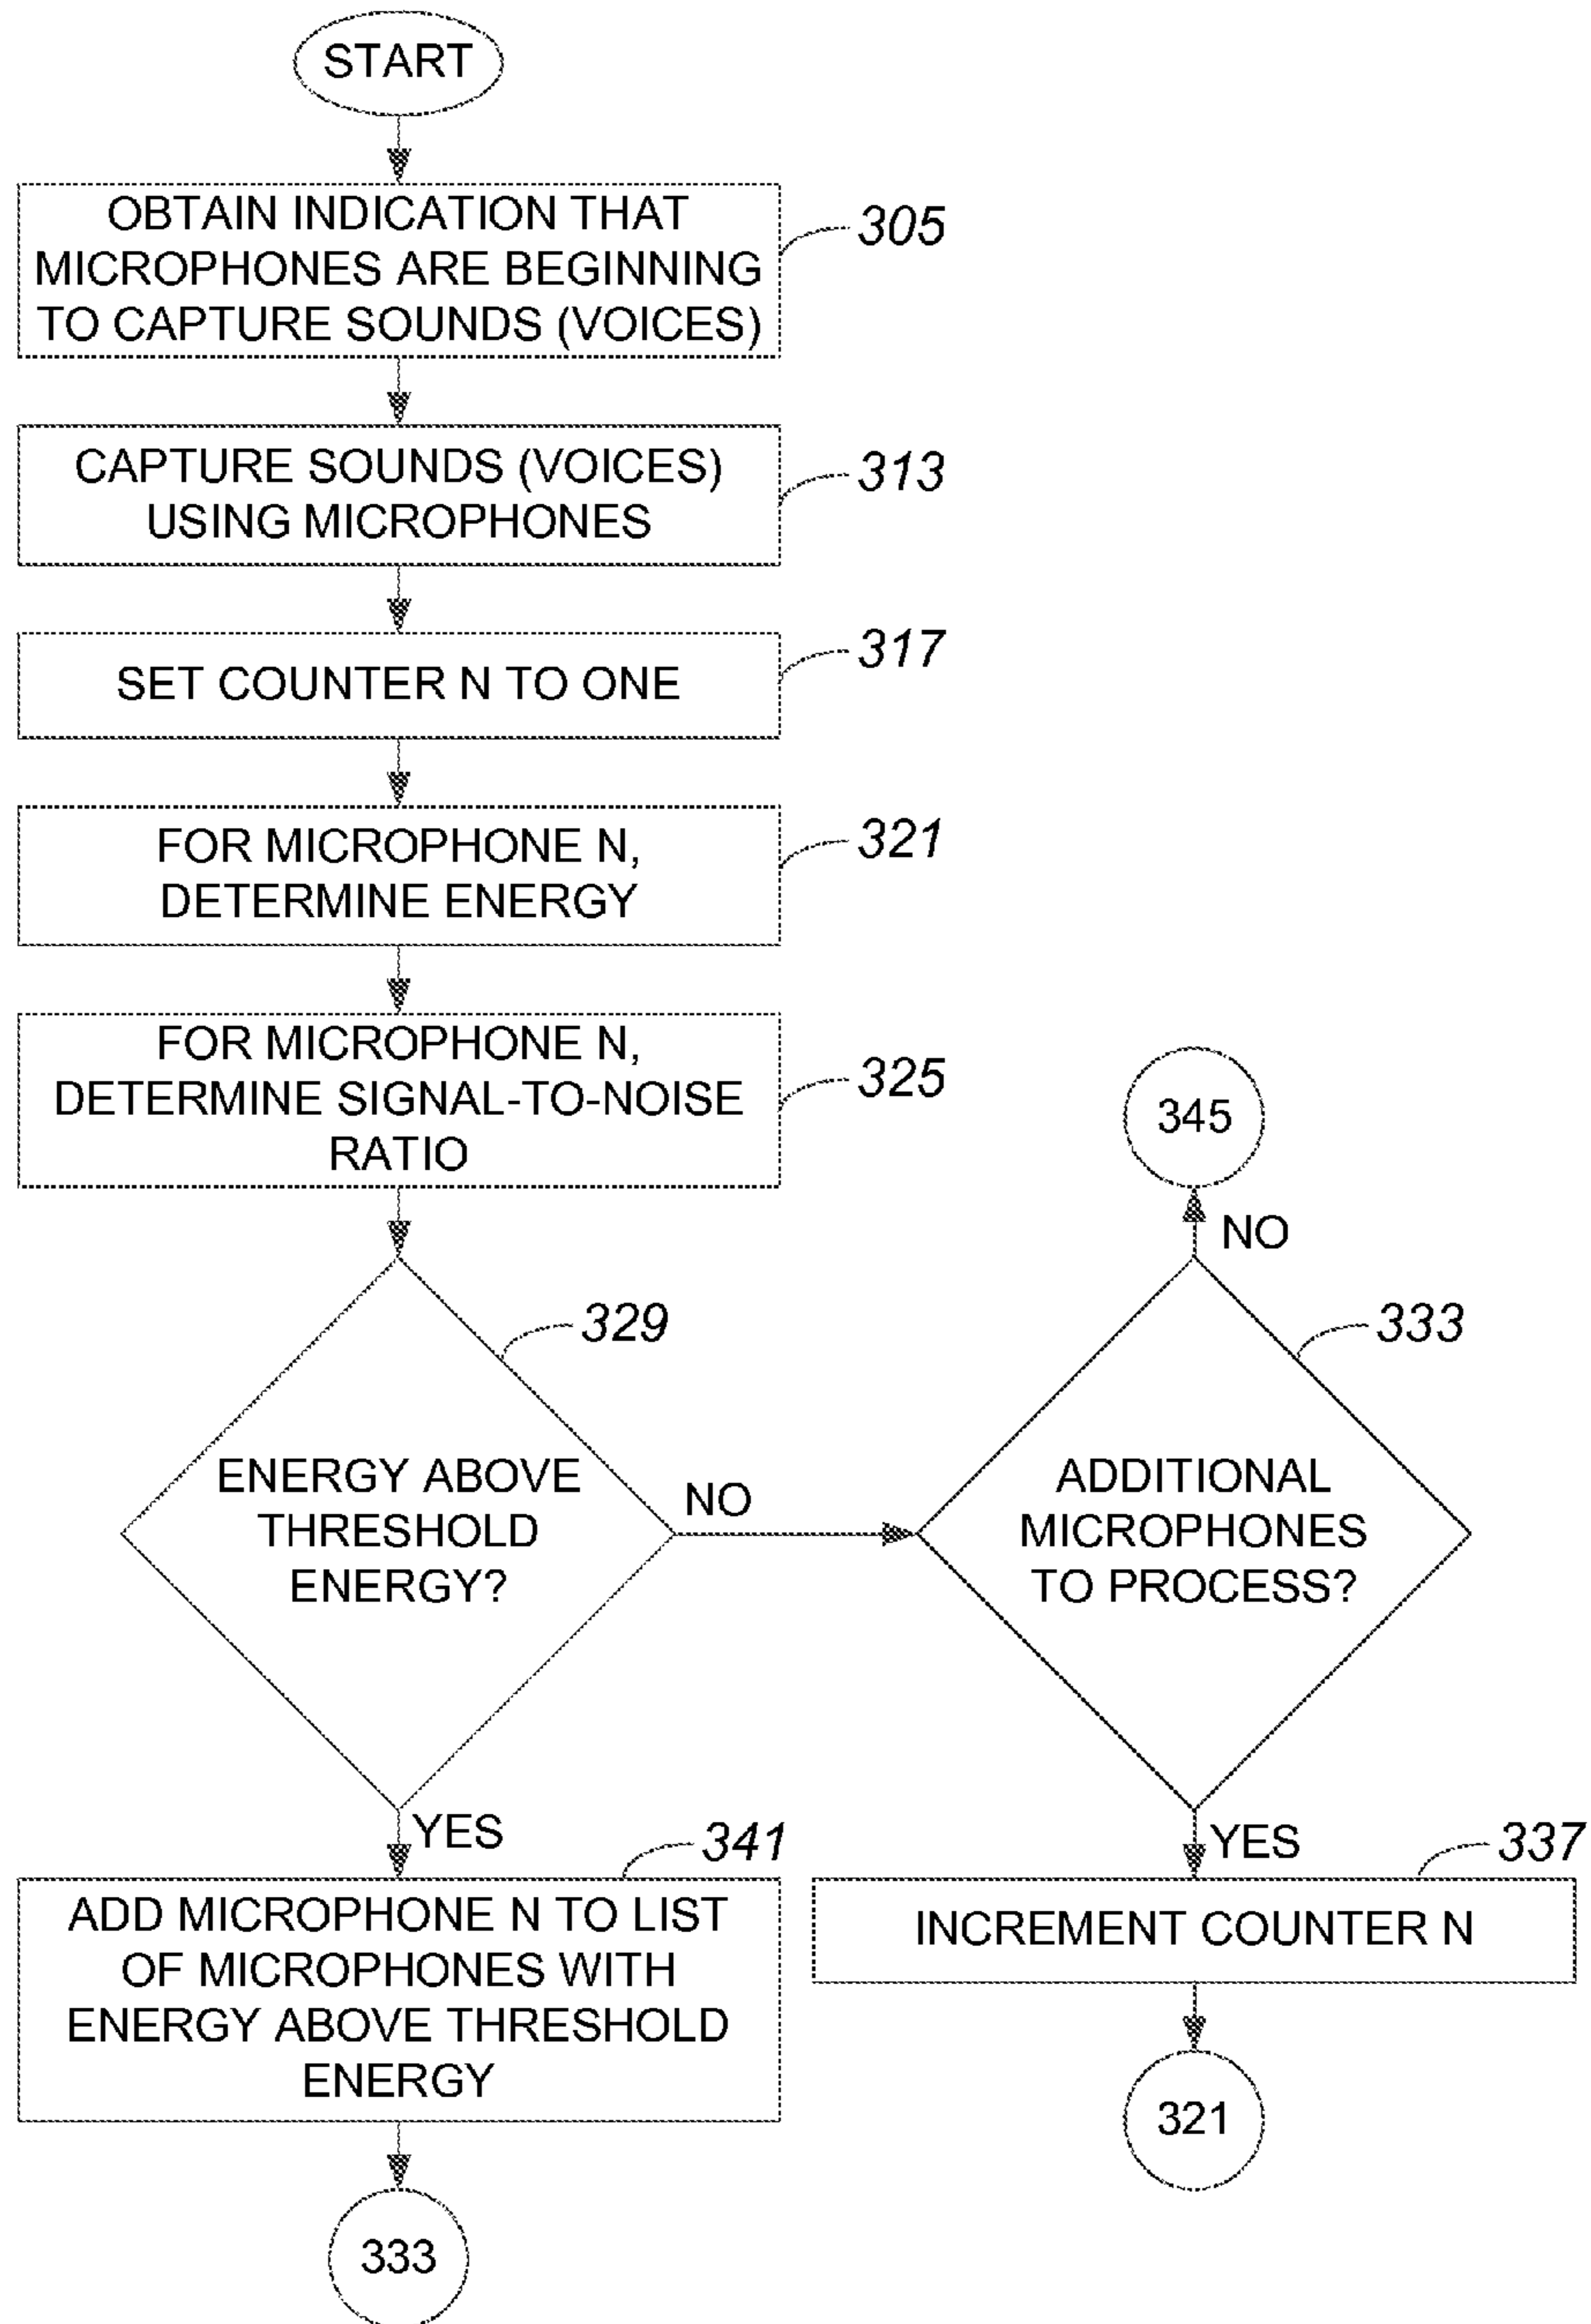 START
OBTAIN INDICATION THAT
MICROPHONES ARE BEGINNING
TO CAPTURE SOUNDS (VOICES)
305
CAPTURE SOUNDS (VOICES)
USING MICROPHONES
313
SET COUNTER N TO ONE
317
FOR MICROPHONE N,
DETERMINE ENERGY
321
FOR MICROPHONE N,
DETERMINE SIGNAL-TO-NOISE
RATIO
325
329
ENERGY ABOVE
THRESHOLD
ENERGY?
NO
YES
341
ADD MICROPHONE N TO LIST
OF MICROPHONES WITH
ENERGY ABOVE THRESHOLD
ENERGY
333
345
NO
333
ADDITIONAL
MICROPHONES
TO PROCESS?
YES
337
INCREMENT COUNTER N
321